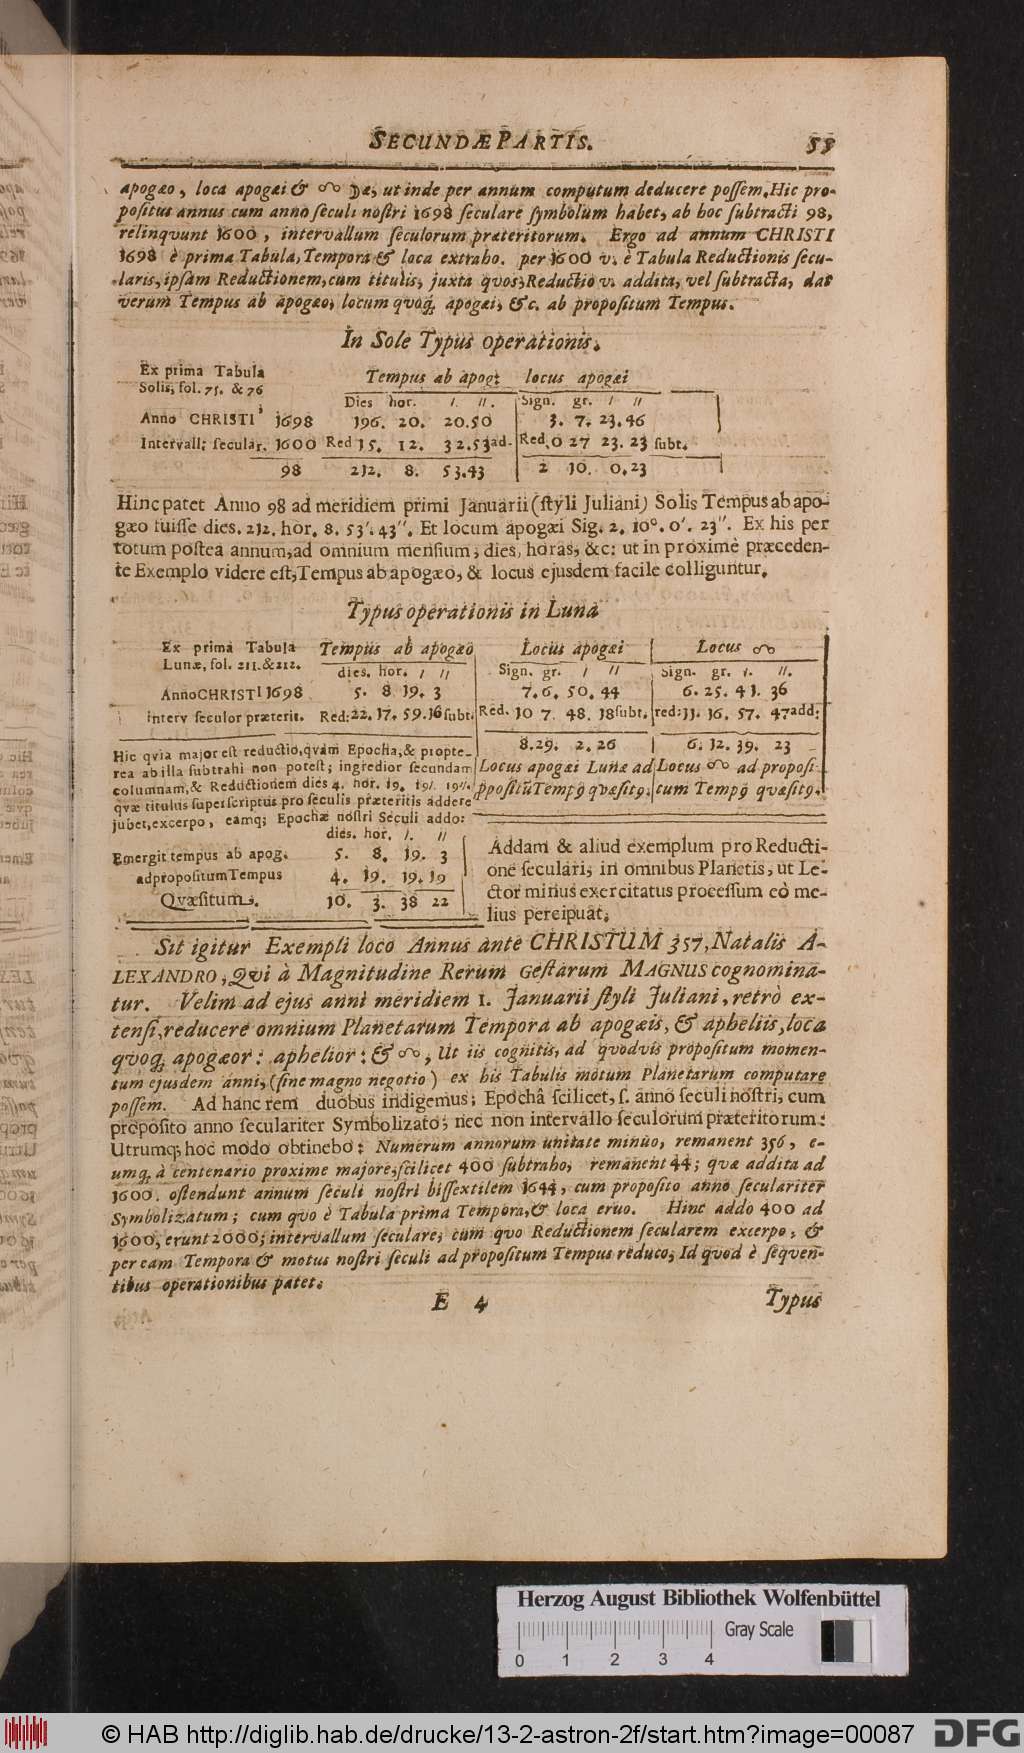 SECUNDÆ PARTIS. 55
apogæo, loca apogæi & ☊ ☽æ, ut inde per annum computum deducere poſſem. Hic pro-
poſitus annus cum anno ſeculi noſtri 1698 ſeculare ſymbolum habet, ab hoc ſubtracti 98,
relinqvunt 1600, intervallum ſeculorum præteritorum. Ergo ad annum CHRISTI
1698 è prima Tabula, Tempora & loca extraho. per 1600 v. è Tabula Reductionis ſecu-
laris, ipſam Reductionem, cum titulis, juxta qvos, Reductio v. addita, vel ſubtracta, dat
verum Tempus ab apogæo, locum quoq; apogæi, &c. ab propoſitum Tempus.
In Sole Typus operationis.
Ex prima Tabula
Solis, fol. 75. & 76
Tempus ab apog: locus apogæi
Dies hor. /. //. Sign. gr. / //
Anno CHRISTI 1698 196. 20. 20.50 3. 7. 23.46
Intervall: ſecular. 1600 Red 15. 12. 32.53 ad. Red. 0 27 23. 23 ſubt.
98 212. 8. 53.43 2 10. 0.23
Hinc patet Anno 98 ad meridiem primi Januarii (ſtyli Juliani) Solis Tempus ab apo-
gæo fuiſſe dies. 212. hor. 8. 53'. 43''. Et locum apogæi Sig. 2. 10°. 0'. 23''. Ex his per
totum poſtea annum, ad omnium menſium, dies, horas, &c: ut in proximè præceden-
te Exemplo videre eſt, Tempus ab apogæo, & locus ejusdem facile colliguntur.
Typus operationis in Luna
Ex prima Tabula
Lunæ, fol. 211. & 212.
Tempus ab apogæo Locus apogæi Locus ☊
dies. hor. / // Sign. gr. / // Sign. gr. /. //.
Anno CHRISTI 1698 5. 8 19. 3 7. 6. 50. 44 6. 25. 41. 36
interv ſeculor præterit. Red: 22. 17. 59. 16 ſubt. Red. 10 7. 48. 18 ſubt. red: 11. 16. 57. 47 add:
8. 29. 2. 26 6. 12. 39. 23
Hic qvia major eſt reductio, qvàm Epocha, & propte-
rea ab illa ſubtrahi non poteſt; ingredior ſecundam
columnam, & Reductionem dies 4. hor. 19. 19/. 19//.
qvæ titulus ſuperſcriptus pro ſeculis præteritis addere
jubet, excerpo, eamq; Epochæ noſtri Seculi addo:
Locus apogæi Lunæ ad
ppoſitū Tempꝰ qvæſitꝰ.
Locus ☊ ad propoſi-
tum Tempꝰ qvæſitꝰ.
dies. hor. /. //
Emergit tempus ab apog. 5. 8. 19. 3
ad propoſitum Tempus 4. 19. 19. 19
Qvæſitum. 10. 3. 38 22
Addam & aliud exemplum pro Reducti-
one ſeculari, in omnibus Planetis, ut Le-
ctor minus exercitatus proceſſum eò me-
lius percipiat.
Sit igitur Exempli loco Annus ante CHRISTUM 357, Natalis A-
LEXANDRO, Qvi à Magnitudine Rerum Geſtarum MAGNUS cognomina-
tur. Velim ad ejus anni meridiem 1. Januarii ſtyli Juliani, retrò ex-
tenſi, reducere omnium Planetarum Tempora ab apogæis, & apheliis, loca
qvoq; apogæor: aphelior: & ☊, Ut iis cognitis, ad qvodvis propoſitum momen-
tum ejusdem anni, (ſine magno negotio) ex his Tabulis motum Planetarum computare
poſſem. Ad hanc rem duobus indigemus; Epochâ ſcilicet, ſ. anno ſeculi noſtri, cum
propoſito anno ſeculariter Symbolizato; nec non intervallo ſeculorum præteritorum:
Utrumq; hoc modo obtinebo: Numerum annorum unitate minuo, remanent 356, e-
umq; à centenario proxime majore, ſcilicet 400 ſubtraho, remanent 44; qvæ addita ad
1600. oſtendunt annum ſeculi noſtri biſſextilem 1644, cum propoſito anno ſeculariter
Symbolizatum; cum qvo è Tabula prima Tempora, & loca eruo. Hinc addo 400 ad
1600, erunt 2000; intervallum ſeculare; cum qvo Reductionem ſecularem excerpo, &
per eam Tempora & motus noſtri ſeculi ad propoſitum Tempus reduco; Id qvod è ſeqven-
tibus operationibus patet.
E 4 Typus
Herzog August Bibliothek Wolfenbüttel
Gray Scale
0 1 2 3 4
© HAB http://diglib.hab.de/drucke/13-2-astron-2f/start.htm?image=00087 DFG